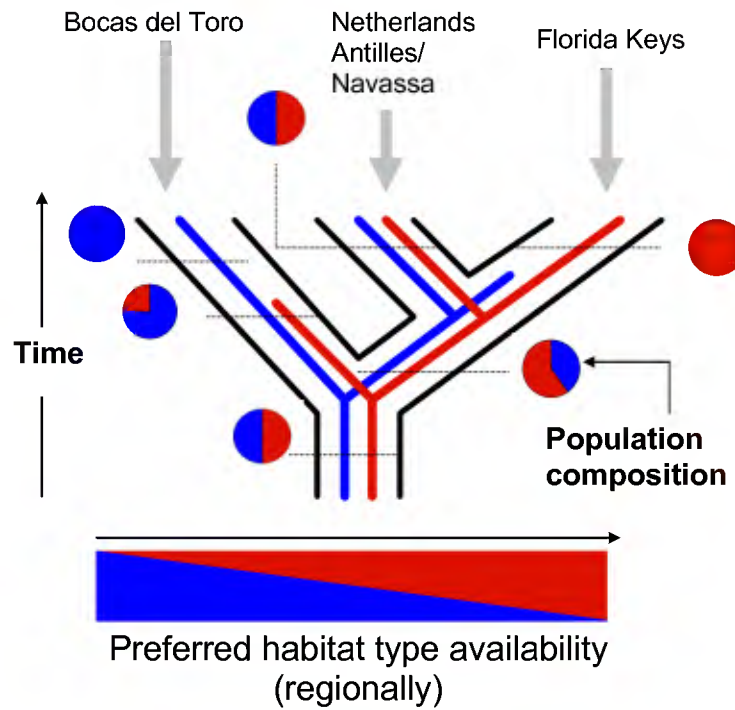 Bocas del Toro
Netherlands
Antilles/
Navassa
Florida Keys
Time
Population
composition
Preferred habitat type availability
(regionally)